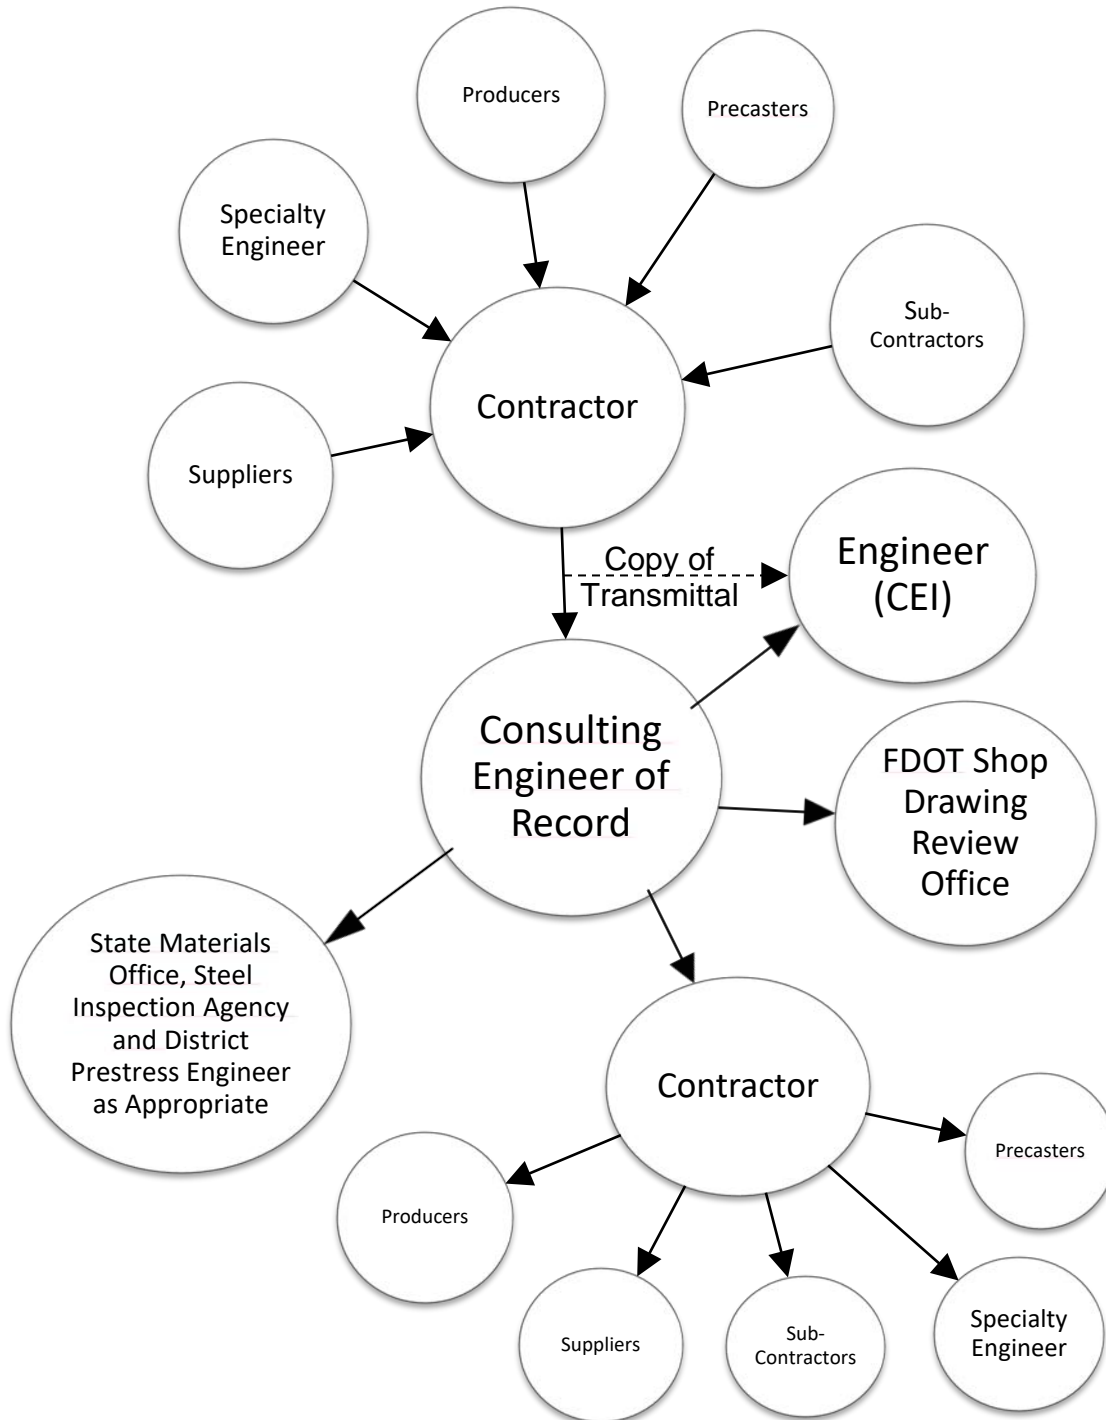 Producers
Precasters
Specialty
Engineer
Sub-
Contractors
Contractor
Suppliers
Copy of
Transmittal
Engineer
(CEI)
Consulting
Engineer of
Record
FDOT Shop
Drawing
Review
Office
State Materials
Office, Steel
Inspection Agency
and District
Prestress Engineer
as Appropriate
Contractor
Precasters
Producers
Suppliers
Sub-
Contractors
Specialty
Engineer